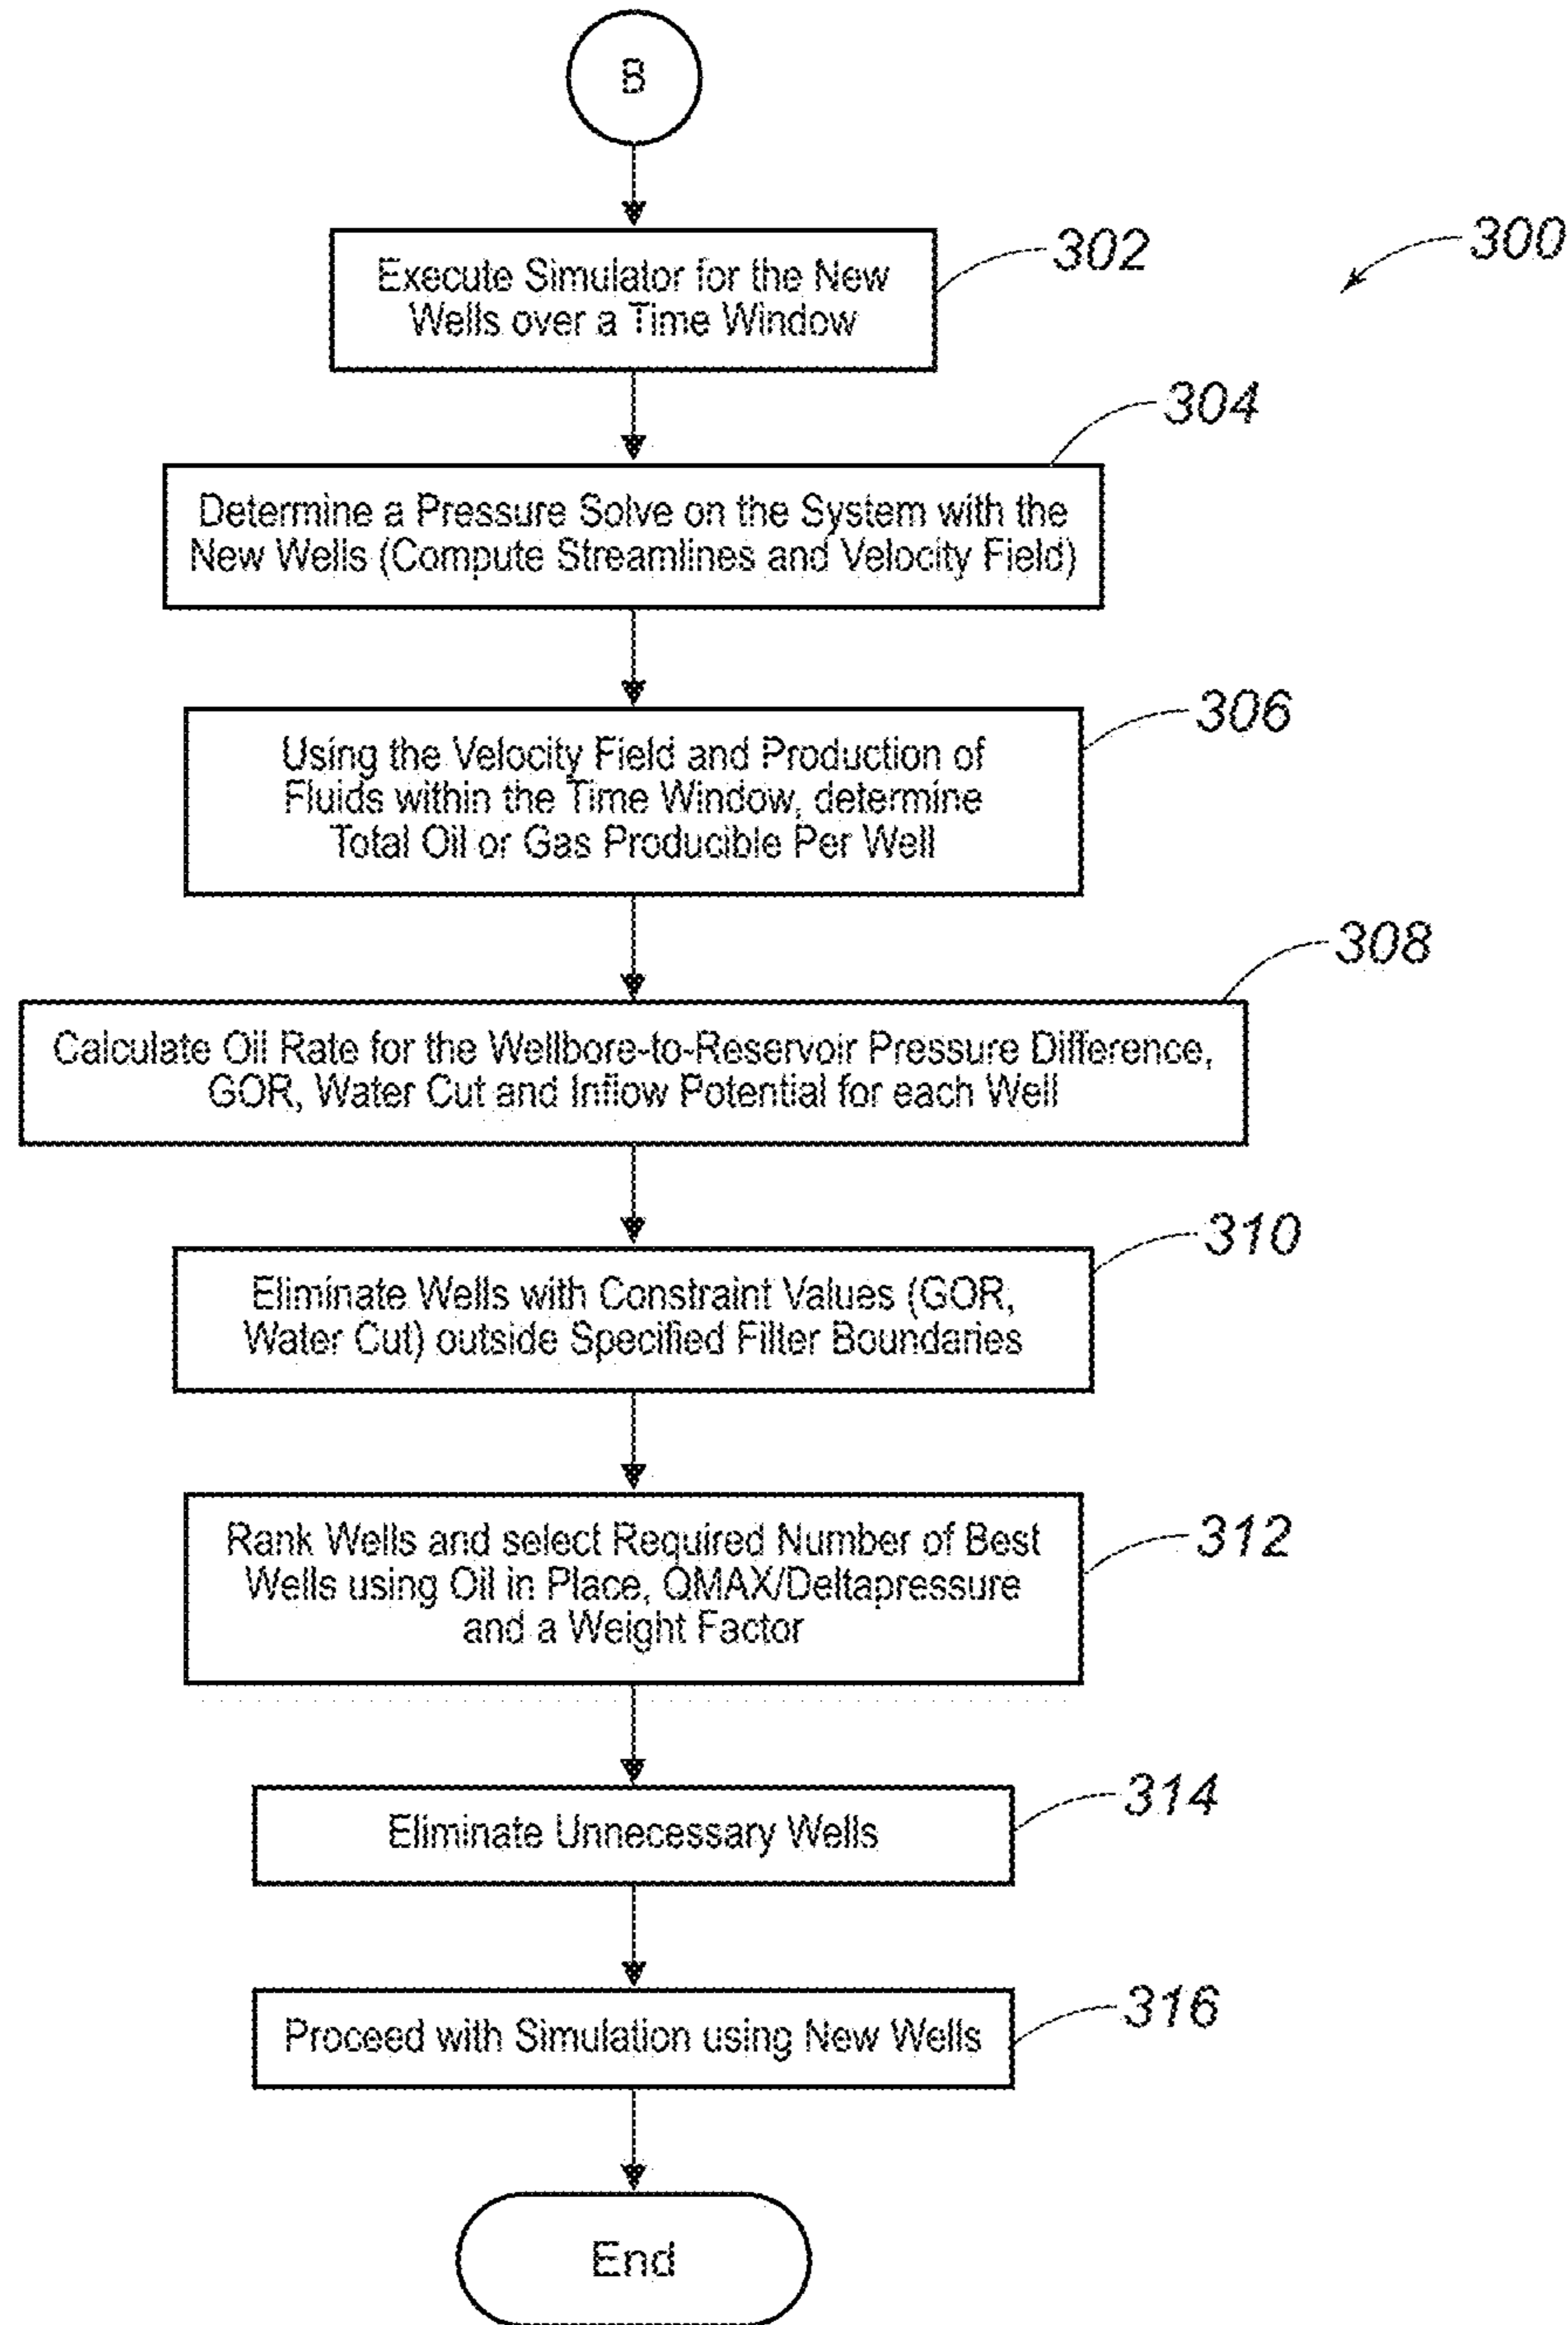 B
300
302
Execute Simulator for the New
Wells over a Time Window
304
Determine a Pressure Solve on the System with the
New Wells (Compute Streamlines and Velocity Field)
306
Using the Velocity Field and Production of
Fluids within the Time Window, determine
Total Oil or Gas Producible Per Well
308
Calculate Oil Rate for the Wellbore-to-Reservoir Pressure Difference,
GOR, Water Cut and Inflow Potential for each Well
310
Eliminate Wells with Constraint Values (GOR,
Water Cut) outside Specified Filter Boundaries
312
Rank Wells and select Required Number of Best
Wells using Oil in Place, QMAX/Deltapressure
and a Weight Factor
314
Eliminate Unnecessary Wells
316
Proceed with Simulation using New Wells
End